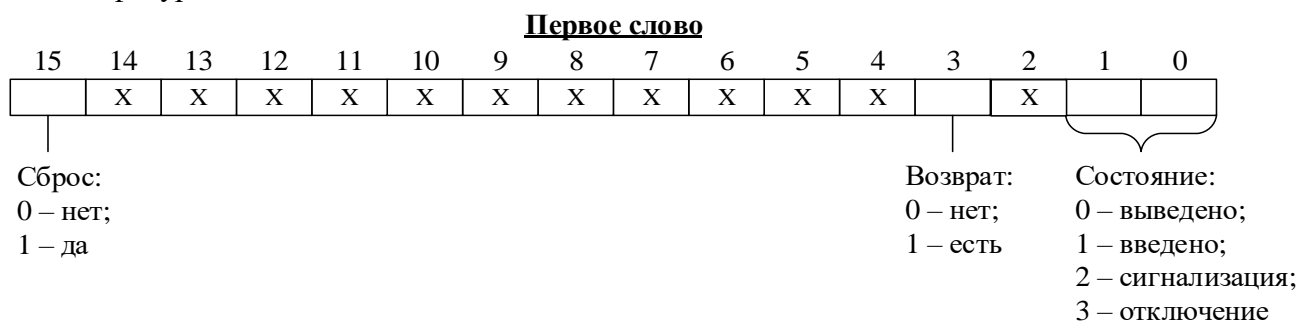 Первое слово
15 14 13 12 11 10 9 8 7 6 5 4 3 2 1 0
X X X X X X X X X X X X
Сброс: Возврат: Состояние:
0 – нет; 0 – нет; 0 – выведено;
1 – да 1 – есть 1 – введено;
2 – сигнализация;
3 – отключение